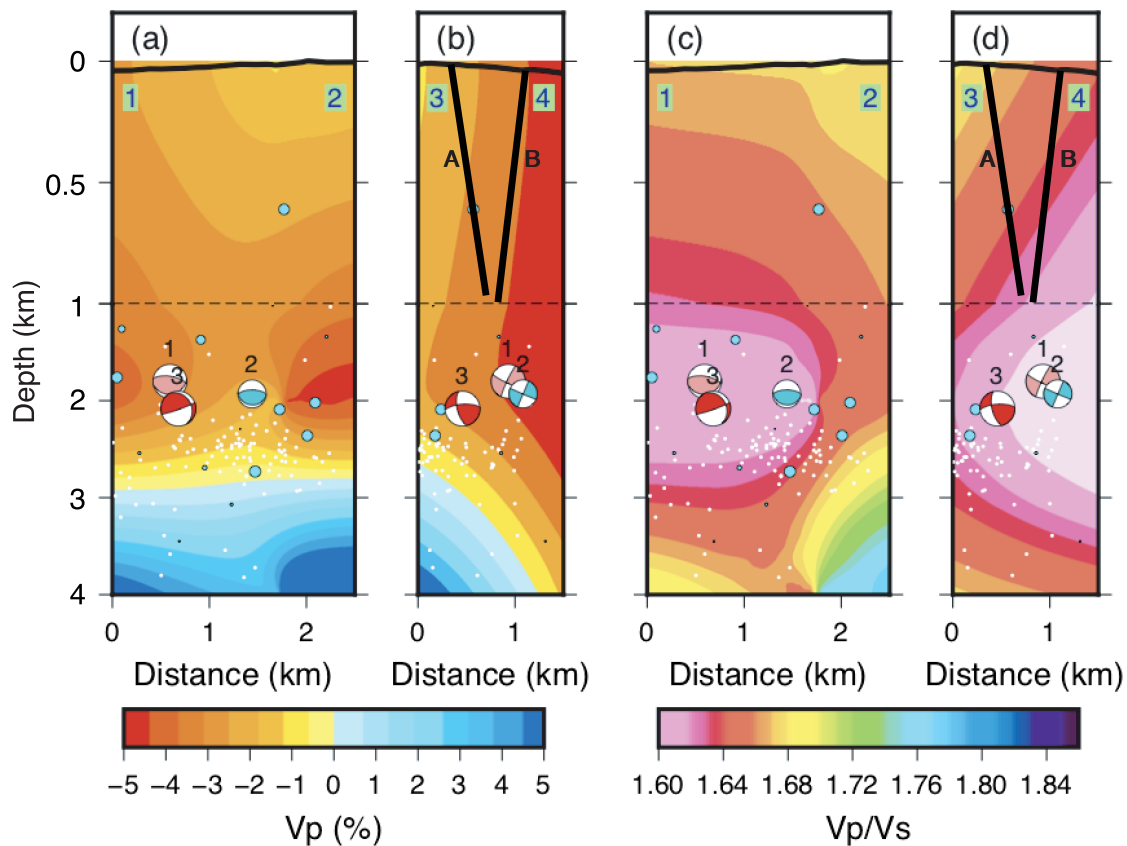 (a) (b) (c) (d)
0
1 2 3 4 1 2 3 4
A B A B
0.5
1
1 2 1 2 1 2 1 2
3 3 3 3
2
3
4
0 1 2 0 1 0 1 2 0 1
Depth (km)
Distance (km) Distance (km) Distance (km) Distance (km)
−5 −4 −3 −2 −1 0 1 2 3 4 5 1.60 1.64 1.68 1.72 1.76 1.80 1.84
Vp (%) Vp/Vs